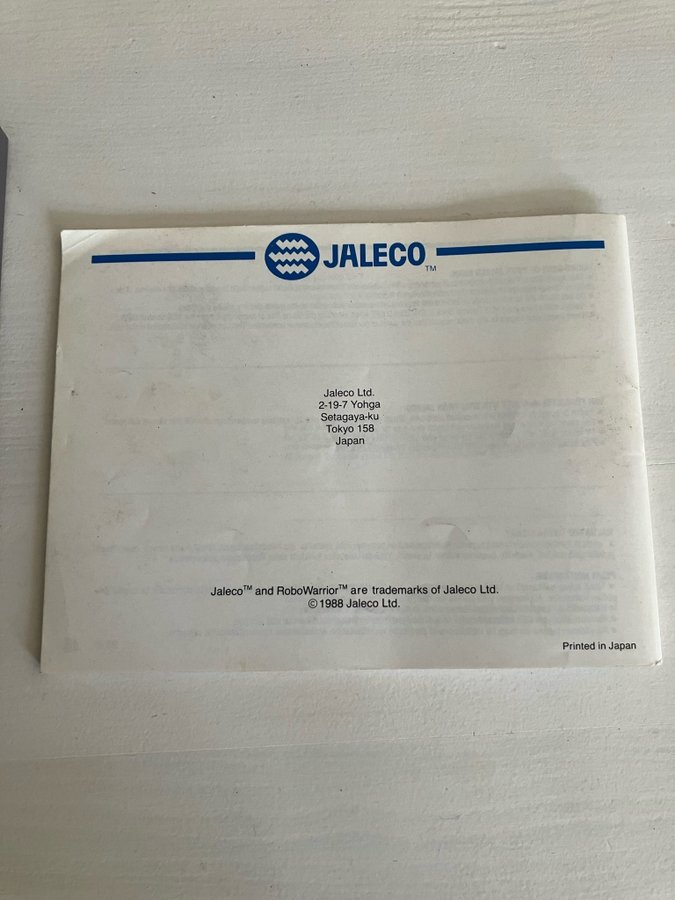 JALECO TM
Jaleco Ltd.
2-19-7 Yohga
Setagaya-ku
Tokyo 158
Japan
Jaleco™ and RoboWarrior™ are trademarks of Jaleco Ltd.
© 1988 Jaleco Ltd.
Printed in Japan